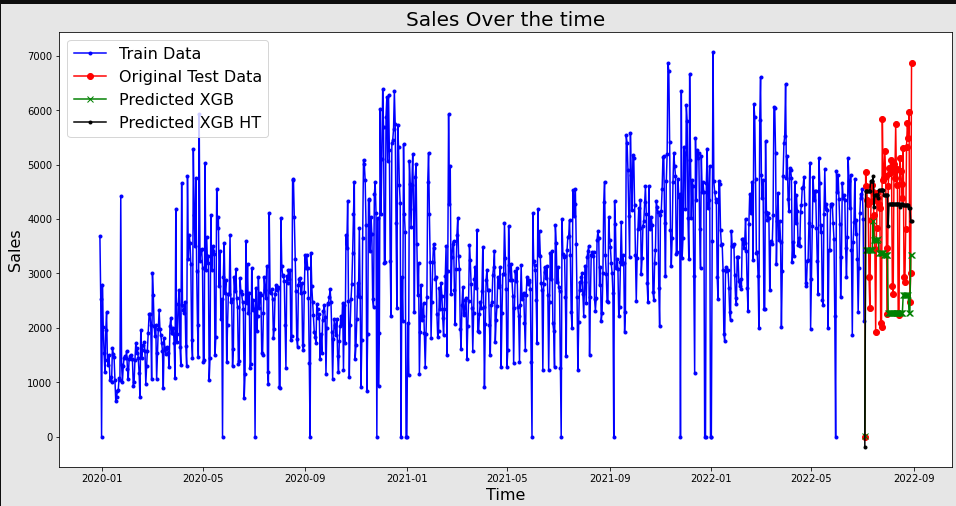 Sales Over the time
Train Data
Original Test Data
Predicted XGB
Predicted XGB HT
7000
6000
5000
4000
3000
2000
1000
0
Sales
2020-01 2020-05 2020-09 2021-01 2021-05 2021-09 2022-01 2022-05 2022-09
Time